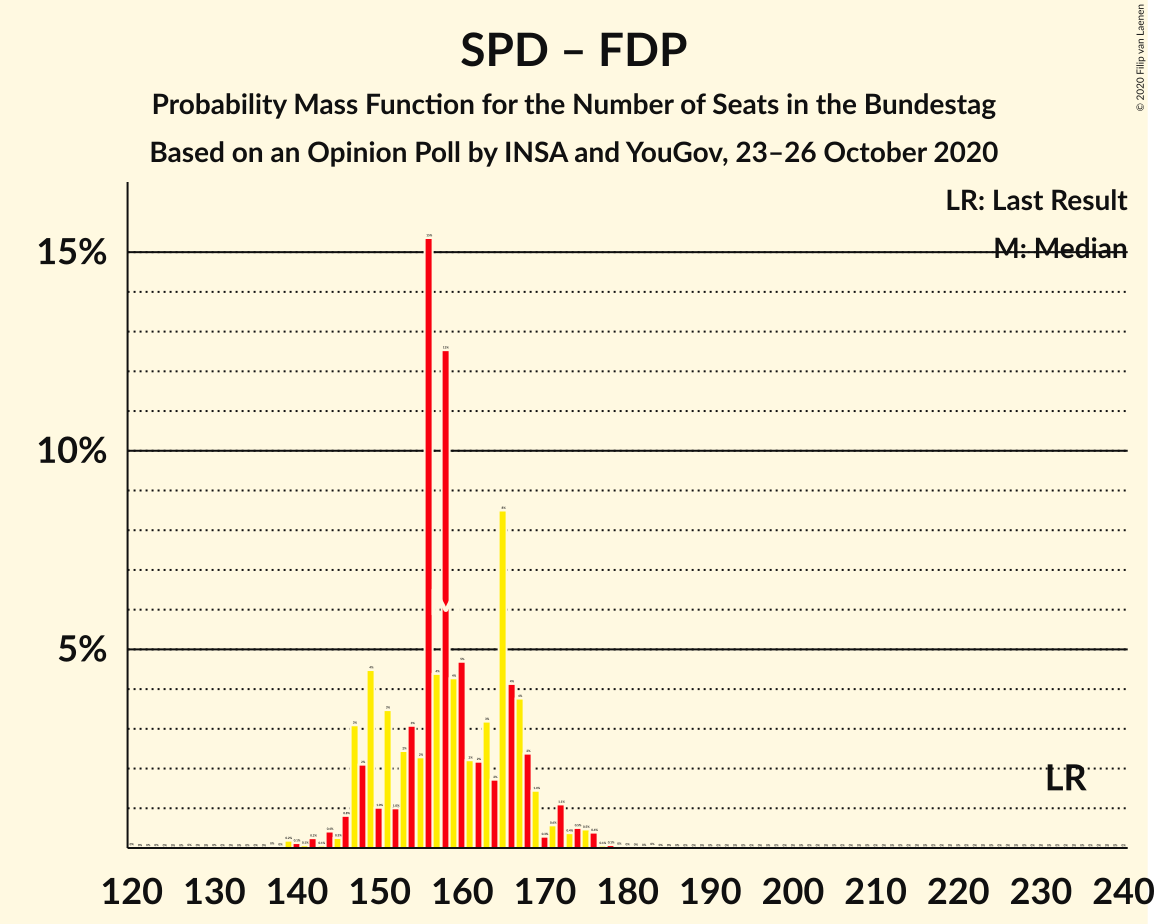 © 2020 Filip van Laenen
SPD – FDP
Probability Mass Function for the Number of Seats in the Bundestag
Based on an Opinion Poll by INSA and YouGov, 23–26 October 2020
LR: Last Result
M: Median
15%
10%
5%
LR
120 130 140 150 160 170 180 190 200 210 220 230 240